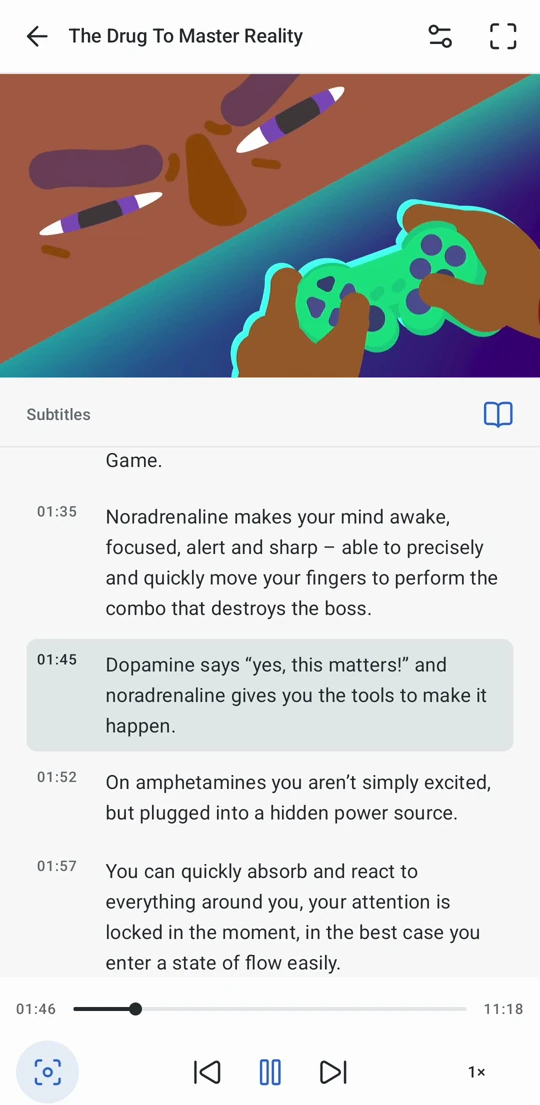 The Drug To Master Reality
Subtitles
Game.
01:35
Noradrenaline makes your mind awake,
focused, alert and sharp – able to precisely
and quickly move your fingers to perform the
combo that destroys the boss.
01:45
Dopamine says “yes, this matters!” and
noradrenaline gives you the tools to make it
happen.
01:52
On amphetamines you aren’t simply excited,
but plugged into a hidden power source.
01:57
You can quickly absorb and react to
everything around you, your attention is
locked in the moment, in the best case you
enter a state of flow easily.
01:46
11:18
1×